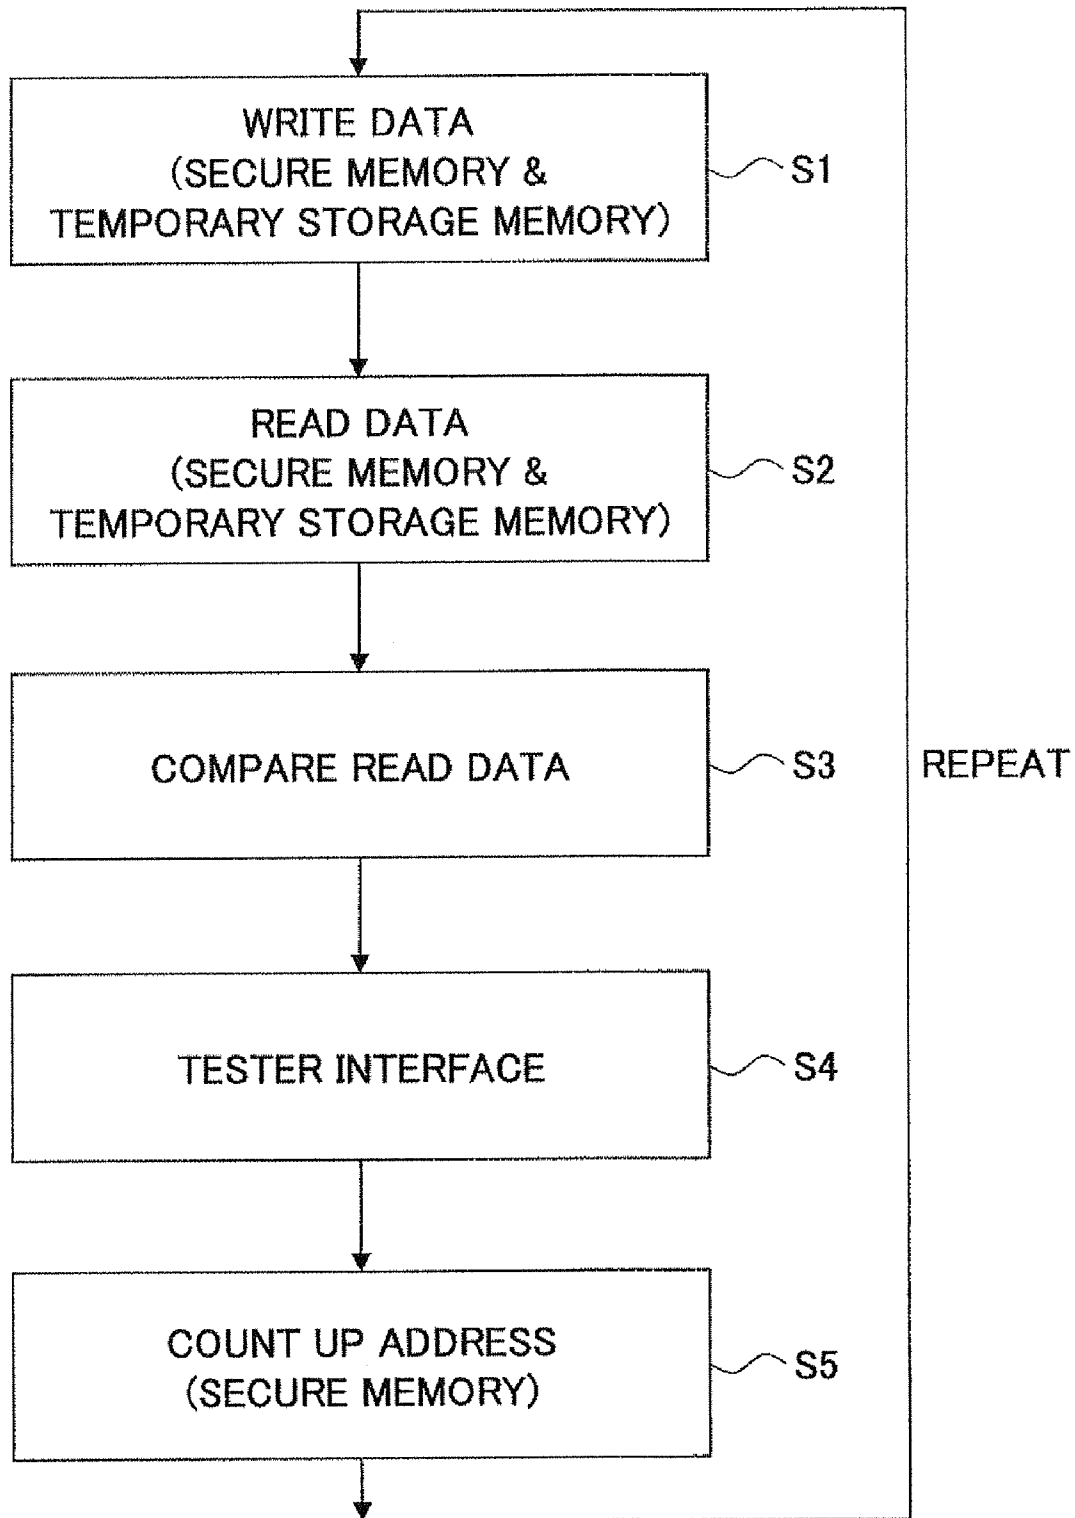 WRITE DATA
(SECURE MEMORY &
TEMPORARY STORAGE MEMORY)
S1
READ DATA
(SECURE MEMORY &
TEMPORARY STORAGE MEMORY)
S2
COMPARE READ DATA
S3
REPEAT
TESTER INTERFACE
S4
COUNT UP ADDRESS
(SECURE MEMORY)
S5